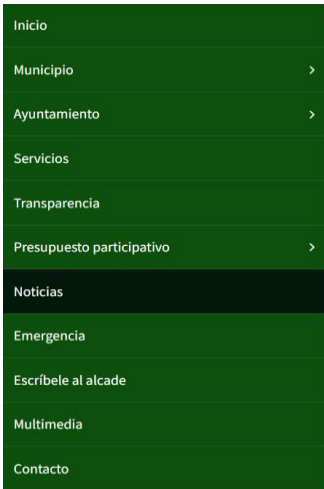 Inicio
Municipio
Ayuntamiento
Servicios
Transparencia
Presupuesto participativo
Noticias
Emergencia
Escríbele al alcade
Multimedia
Contacto